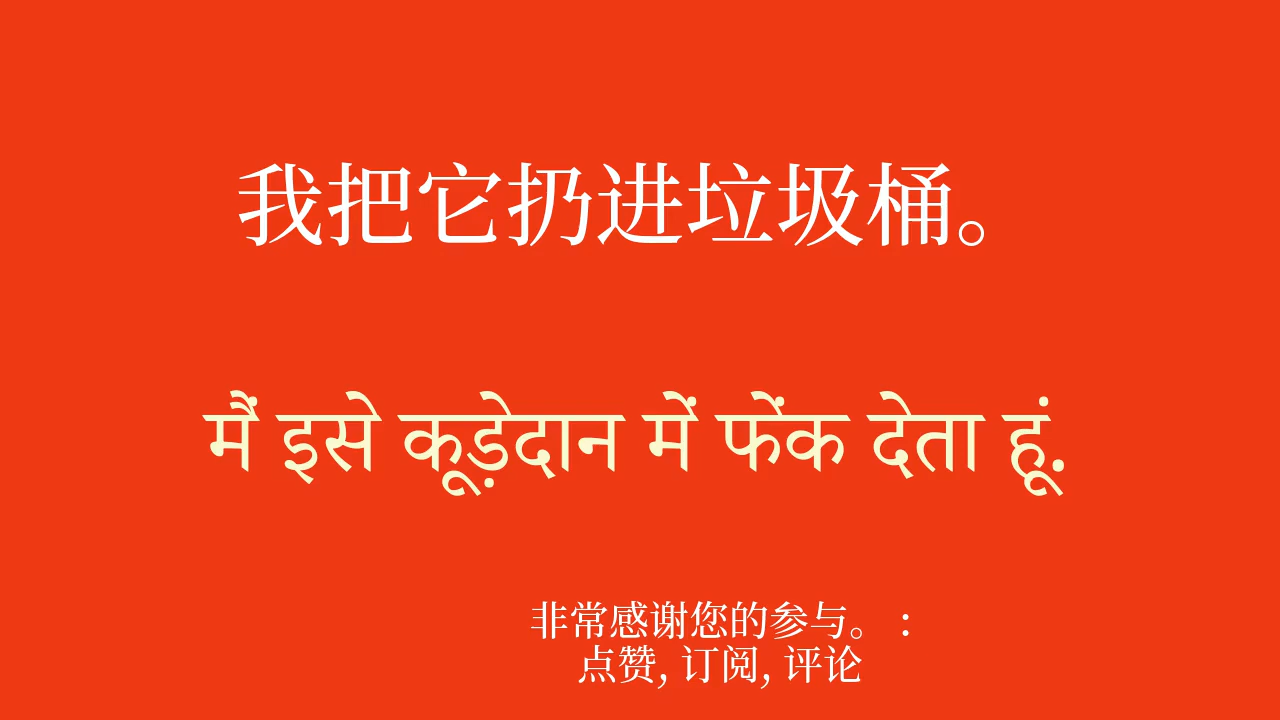 我把它扔进垃圾桶。
मैं इसे कूड़ेदान में फेंक देता हूं.
非常感谢您的参与。 :
点赞, 订阅, 评论